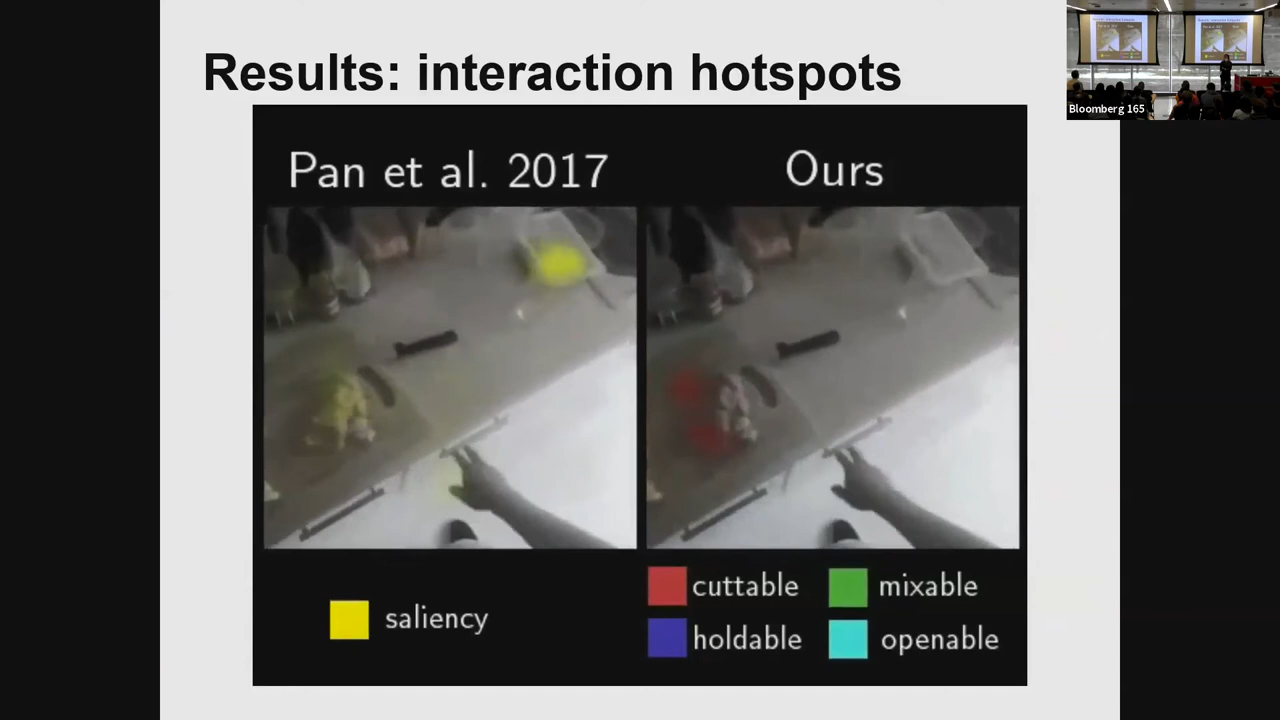 Results: interaction hotspots
Bloomberg 165
Pan et al. 2017
Ours
saliency
cuttable
mixable
holdable
openable